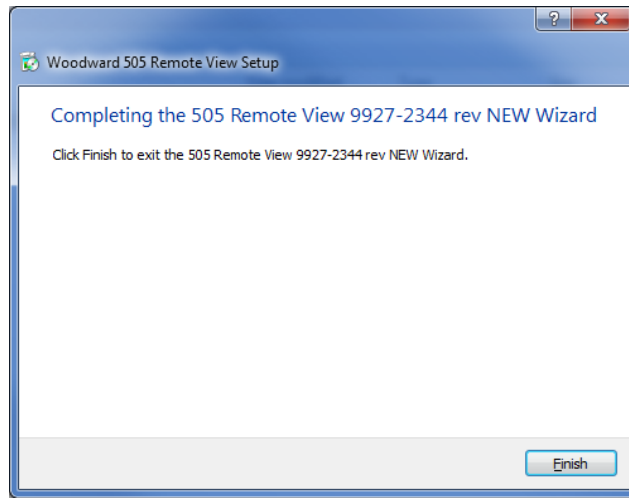 Woodward 505 Remote View Setup
Completing the 505 Remote View 9927-2344 rev NEW Wizard
Click Finish to exit the 505 Remote View 9927-2344 rev NEW Wizard.
Finish